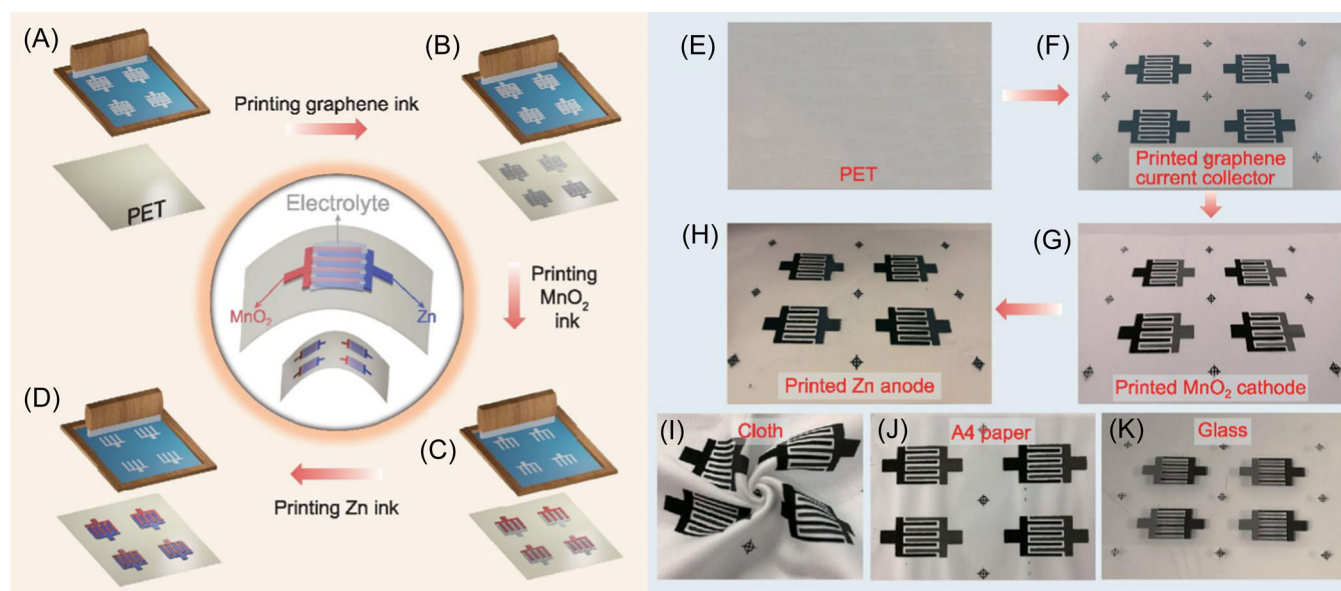 (A)
(B)
Printing graphene ink
PET
Electrolyte
MnO₂
Zn
Printing
MnO₂
ink
(D)
(C)
Printing Zn ink
(E)
PET
(F)
Printed graphene
current collector
(H)
Printed Zn anode
(G)
Printed MnO₂ cathode
(I)
Cloth
(J)
A4 paper
(K)
Glass